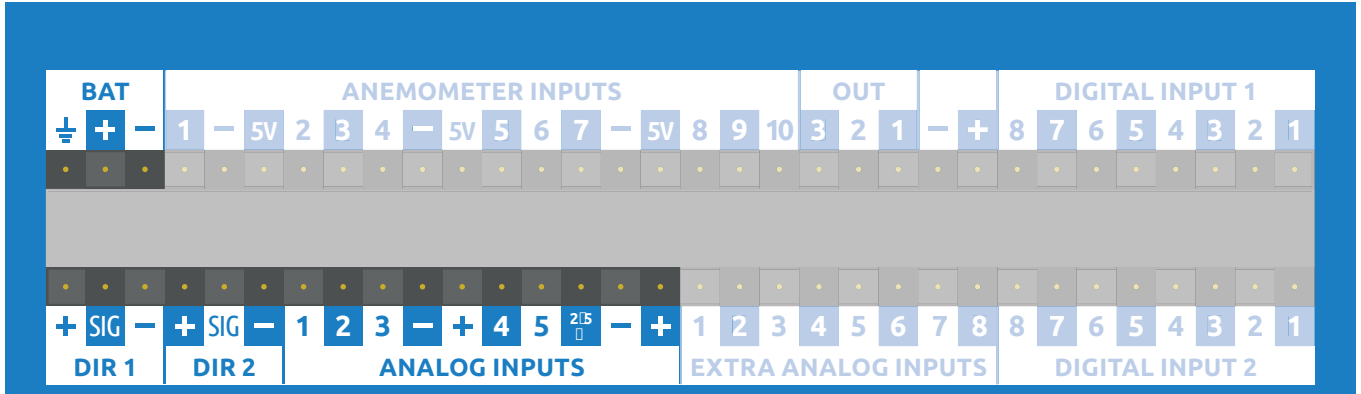 BAT ANEMOMETER INPUTS OUT DIGITAL INPUT 1
+ − 1 − 5V 2 3 4 − 5V 5 6 7 − 5V 8 9 10 3 2 1 − + 8 7 6 5 4 3 2 1
+ SIG − + SIG − 1 2 3 − + 4 5 2▯5▯ − + 1 2 3 4 5 6 7 8 8 7 6 5 4 3 2 1
DIR 1 DIR 2 ANALOG INPUTS EXTRA ANALOG INPUTS DIGITAL INPUT 2